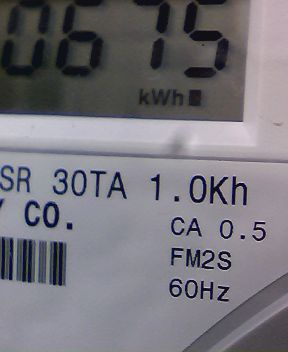 0675
kWh
SR 30TA 1.0Kh
CO.
CA 0.5
FM2S
60Hz